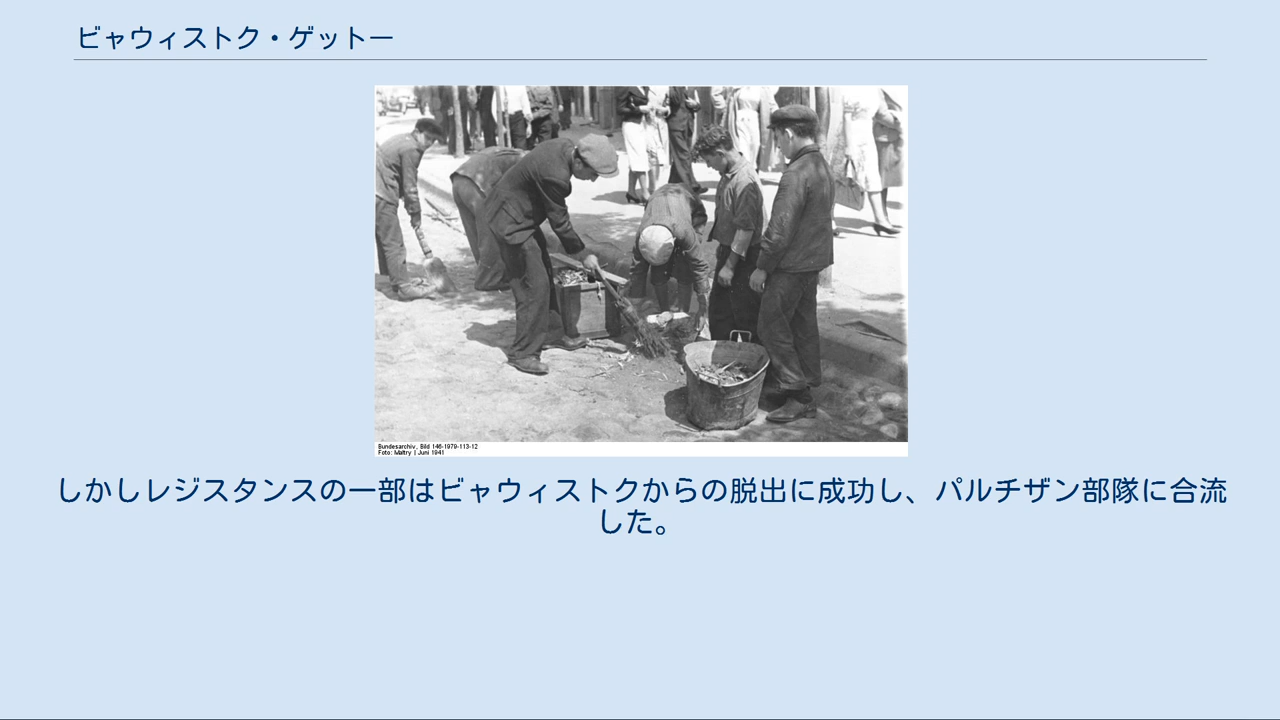 ビャウィストク・ゲットー
Bundesarchiv, Bild 146-1979-113-12
Foto: Maltry | Juni 1941
しかしレジスタンスの一部はビャウィストクからの脱出に成功し、パルチザン部隊に合流
した。